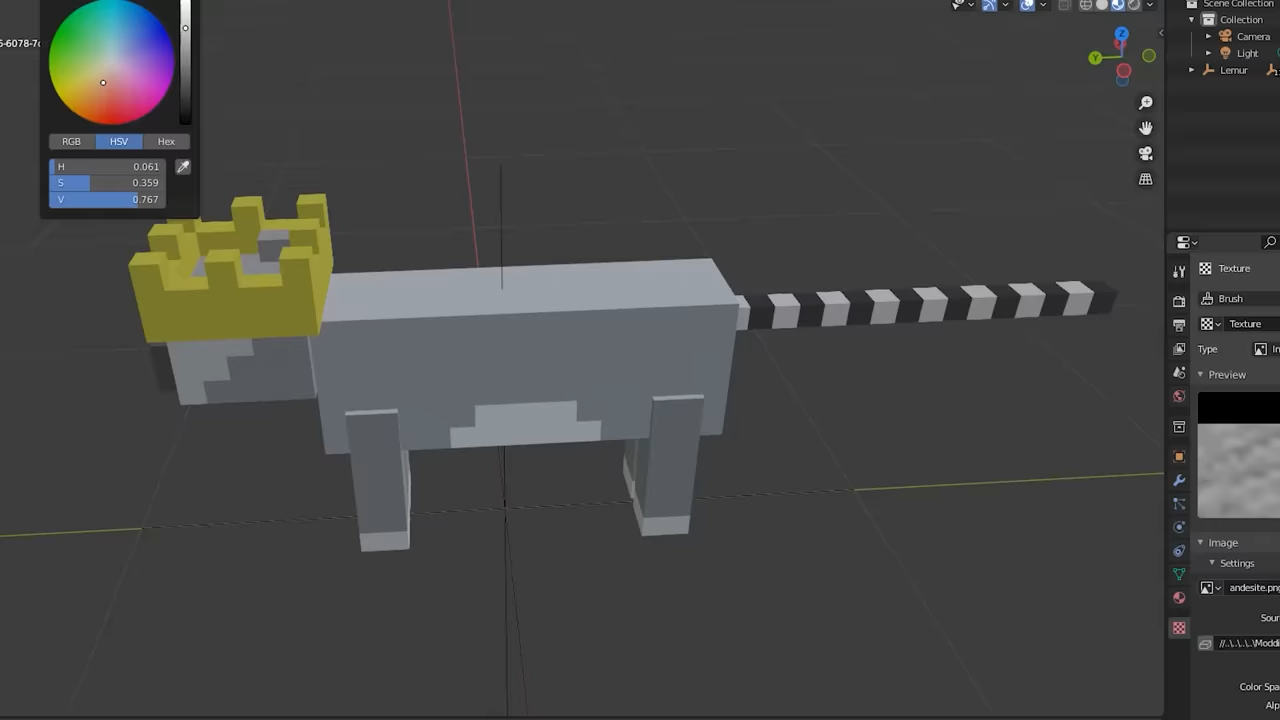 Scene Collection
Collection
Camera
Light
Lemur
Z
Y
RGB
HSV
Hex
H 0.061
S 0.359
V 0.767
Texture
Brush
Texture
Type
Preview
Image
Settings
andesite.png
Color Spa